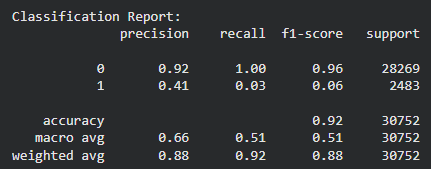 Classification Report:
precision recall f1-score support
0 0.92 1.00 0.96 28269
1 0.41 0.03 0.06 2483
accuracy 0.92 30752
macro avg 0.66 0.51 0.51 30752
weighted avg 0.88 0.92 0.88 30752